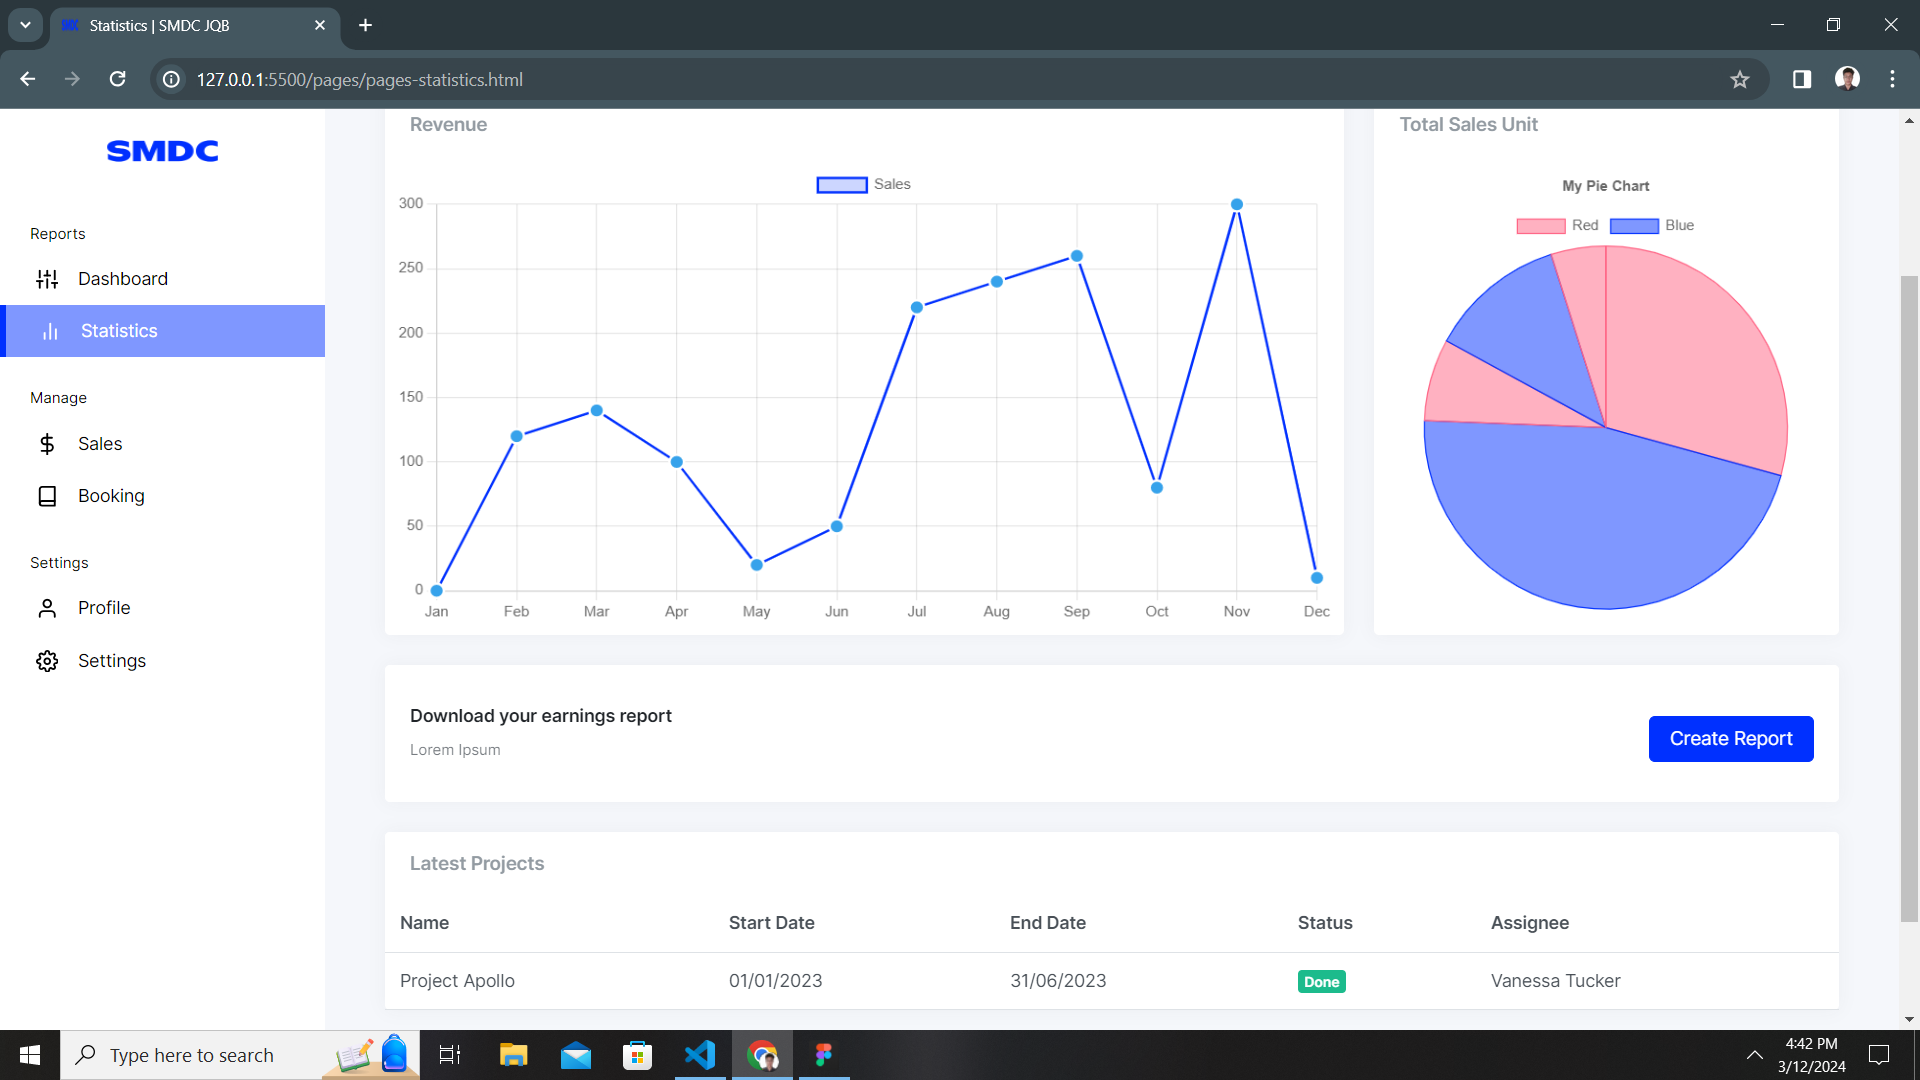 Statistics | SMDC JQB
127.0.0.1:5500/pages/pages-statistics.html
SMDC
Reports
Dashboard
Statistics
Manage
Sales
Booking
Settings
Profile
Settings
Revenue
Sales
300
250
200
150
100
50
0
Jan Feb Mar Apr May Jun Jul Aug Sep Oct Nov Dec
Total Sales Unit
My Pie Chart
Red Blue
Download your earnings report
Lorem Ipsum
Create Report
Latest Projects
Name Start Date End Date Status Assignee
Project Apollo 01/01/2023 31/06/2023 Done Vanessa Tucker
Type here to search
4:42 PM
3/12/2024